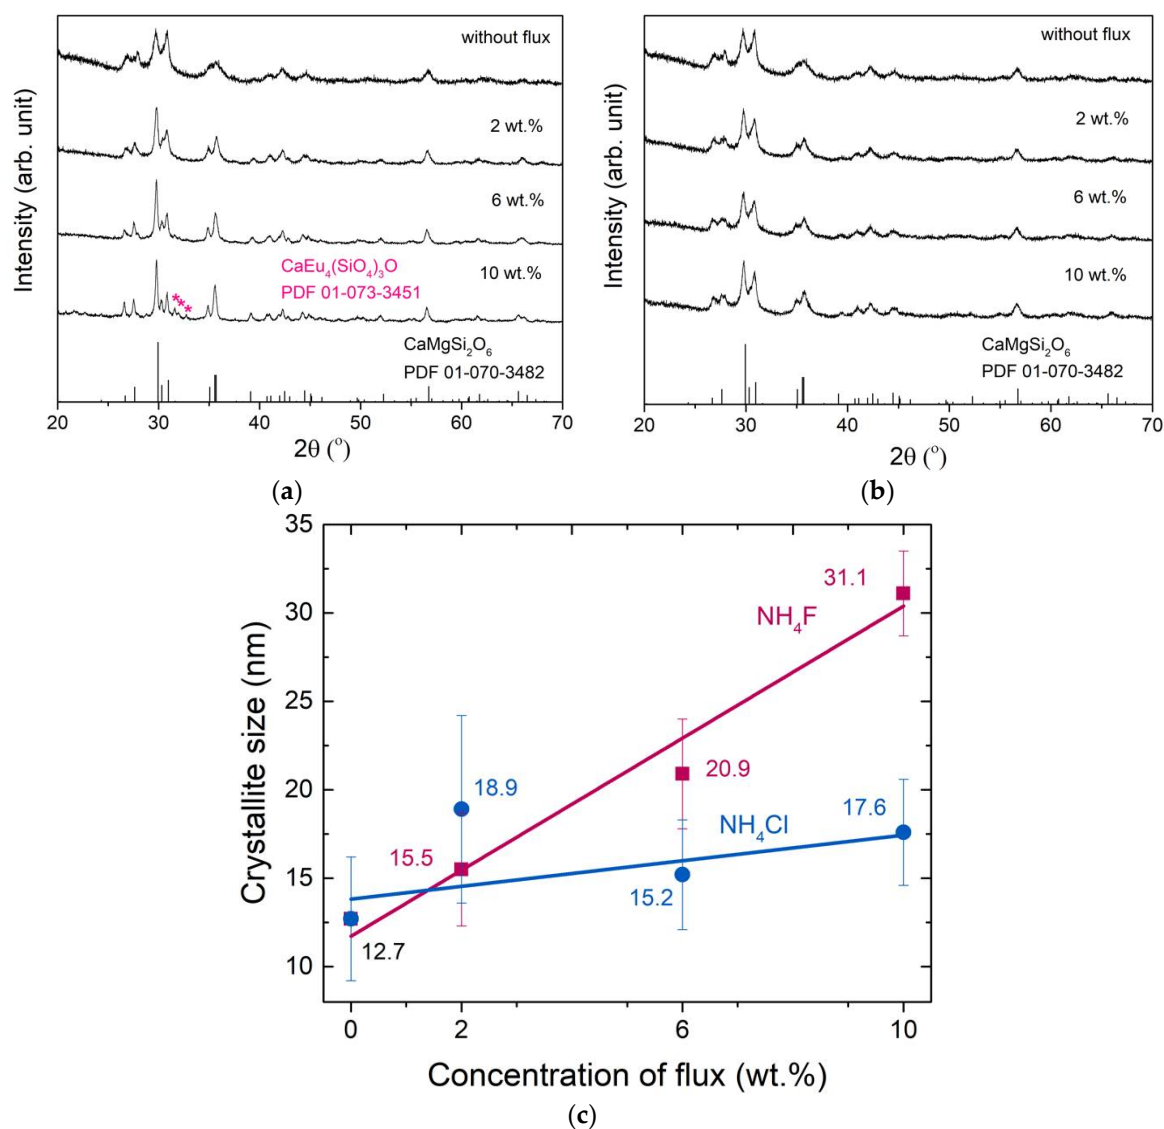 without flux
2 wt.%
6 wt.%
CaEu4(SiO4)3O
10 wt.%
PDF 01-073-3451
***
CaMgSi2O6
PDF 01-070-3482
Intensity (arb. unit)
20 30 40 50 60 70
2θ (°)
(a)
without flux
2 wt.%
6 wt.%
10 wt.%
CaMgSi2O6
PDF 01-070-3482
Intensity (arb. unit)
20 30 40 50 60 70
2θ (°)
(b)
35
30
25
20
15
10
Crystallite size (nm)
31.1
NH4F
20.9
18.9
17.6
NH4Cl
15.5
15.2
12.7
0 2 6 10
Concentration of flux (wt.%)
(c)